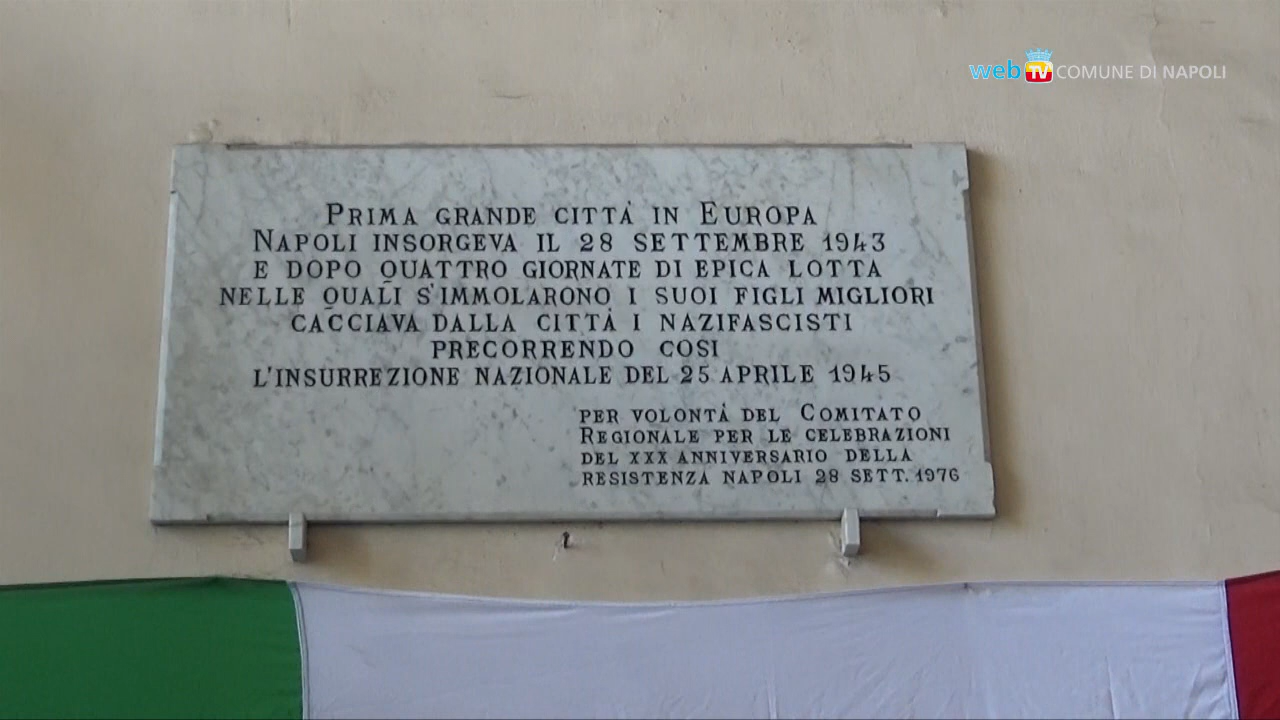 web TV COMUNE DI NAPOLI
PRIMA GRANDE CITTÀ IN EUROPA
NAPOLI INSORGEVA IL 28 SETTEMBRE 1943
E DOPO QUATTRO GIORNATE DI EPICA LOTTA
NELLE QUALI S'IMMOLARONO I SUOI FIGLI MIGLIORI
CACCIAVA DALLA CITTÀ I NAZIFASCISTI
PRECORRENDO COSI
L'INSURREZIONE NAZIONALE DEL 25 APRILE 1945
PER VOLONTÀ DEL COMITATO
REGIONALE PER LE CELEBRAZIONI
DEL XXX ANNIVERSARIO DELLA
RESISTENZA NAPOLI 28 SETT. 1976